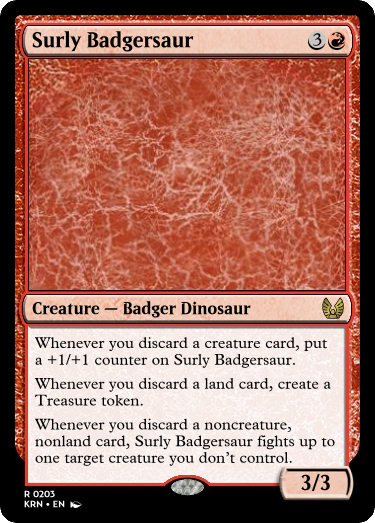 Surly Badgersaur 3
Creature — Badger Dinosaur
Whenever you discard a creature card, put
a +1/+1 counter on Surly Badgersaur.
Whenever you discard a land card, create a
Treasure token.
Whenever you discard a noncreature,
nonland card, Surly Badgersaur fights up to
one target creature you don't control.
3/3
R 0203
KRN • EN